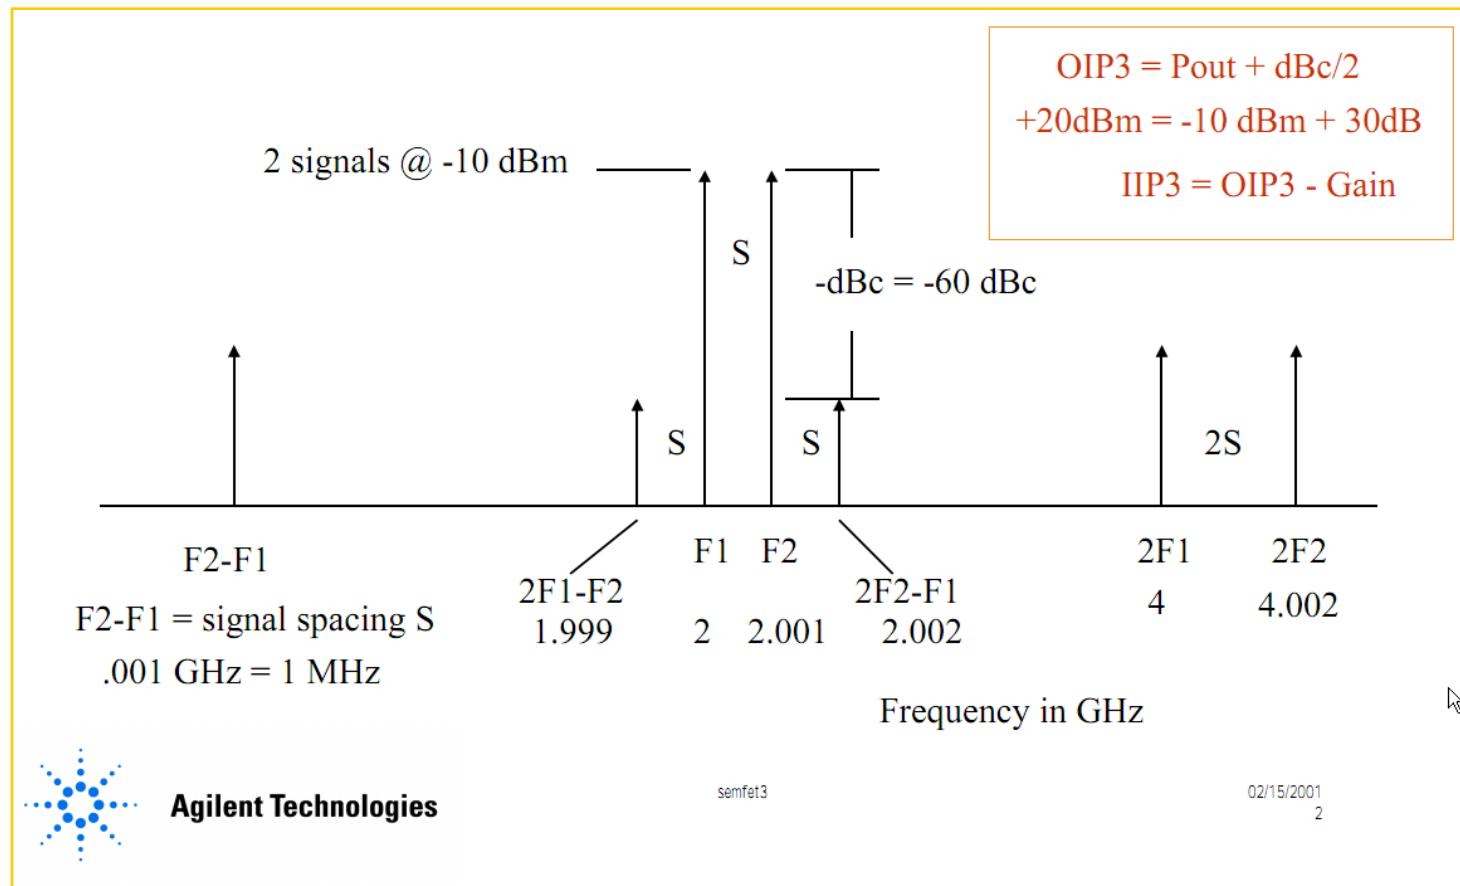 OIP3 = Pout + dBc/2
+20dBm = -10 dBm + 30dB
IIP3 = OIP3 - Gain
2 signals @ -10 dBm
S
-dBc = -60 dBc
S
S
2S
F2-F1
F1
F2
2F1
2F2
2F1-F2
2F2-F1
4
4.002
F2-F1 = signal spacing S
1.999
2
2.001
2.002
.001 GHz = 1 MHz
Frequency in GHz
Agilent Technologies
semfet3
02/15/2001
2